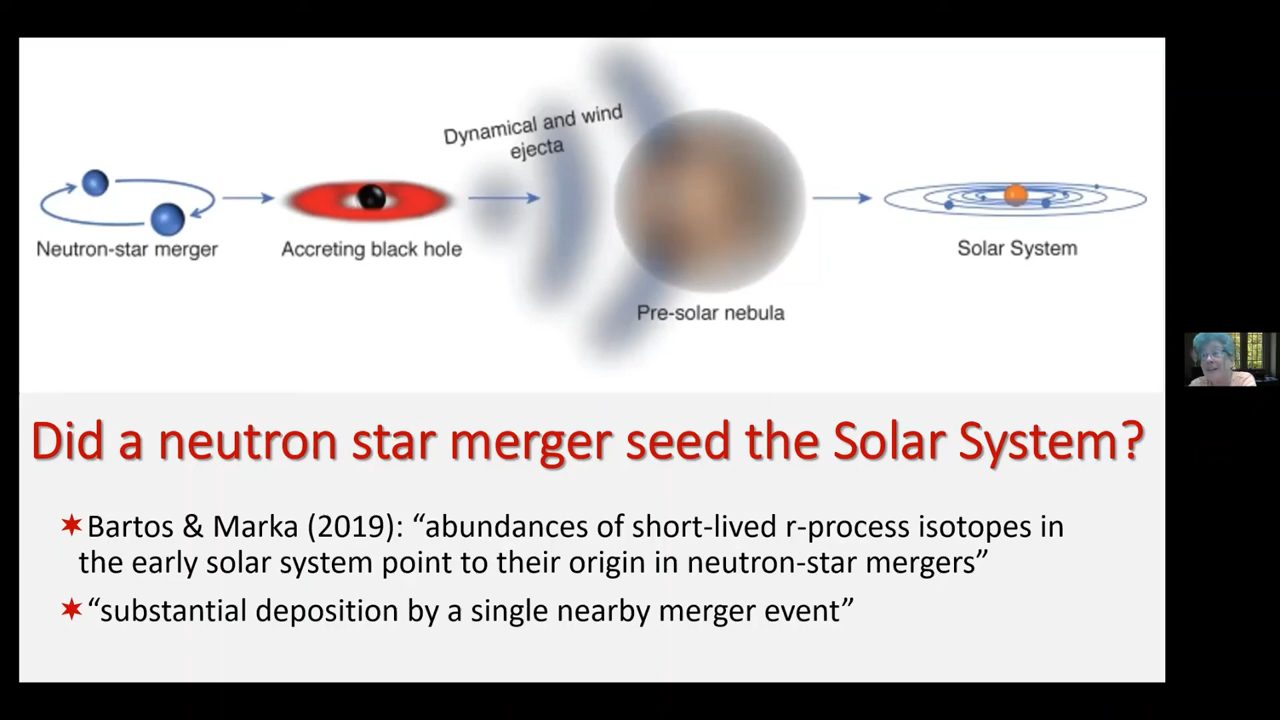 Dynamical and wind
ejecta
Neutron-star merger
Accreting black hole
Solar System
Pre-solar nebula
Did a neutron star merger seed the Solar System?
Bartos & Marka (2019): “abundances of short-lived r-process isotopes in
the early solar system point to their origin in neutron-star mergers”
“substantial deposition by a single nearby merger event”